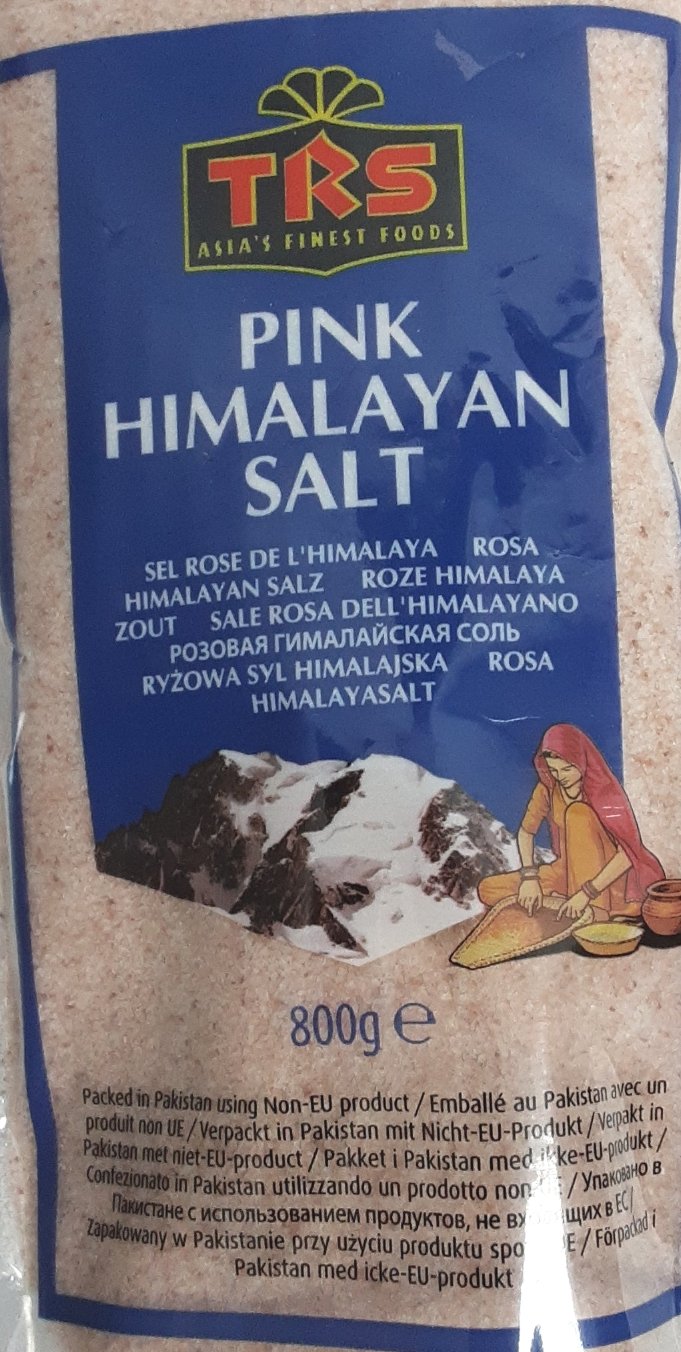 TRS
ASIA'S FINEST FOODS
PINK
HIMALAYAN
SALT
SEL ROSE DE L'HIMALAYA ROSA
HIMALAYAN SALZ ROZE HIMALAYA
ZOUT SALE ROSA DELL'HIMALAYANO
РОЗОВАЯ ГИМАЛАЙСКАЯ СОЛЬ
RYŻOWA SYL HIMALAJSKA ROSA
HIMALAYASALT
800g ℮
Packed in Pakistan using Non-EU product / Emballé au Pakistan avec un
produit non UE / Verpackt in Pakistan mit Nicht-EU-Produkt / Verpakt in
Pakistan met niet-EU-product / Pakket i Pakistan med ikke-EU-produkt /
Confezionato in Pakistan utilizzando un prodotto non / Упаковано в
Пакистане с использованием продуктов, не в ЕС /
Zapakowany w Pakistanie przy użyciu produktu / Förpackad i
Pakistan med icke-EU-produkt